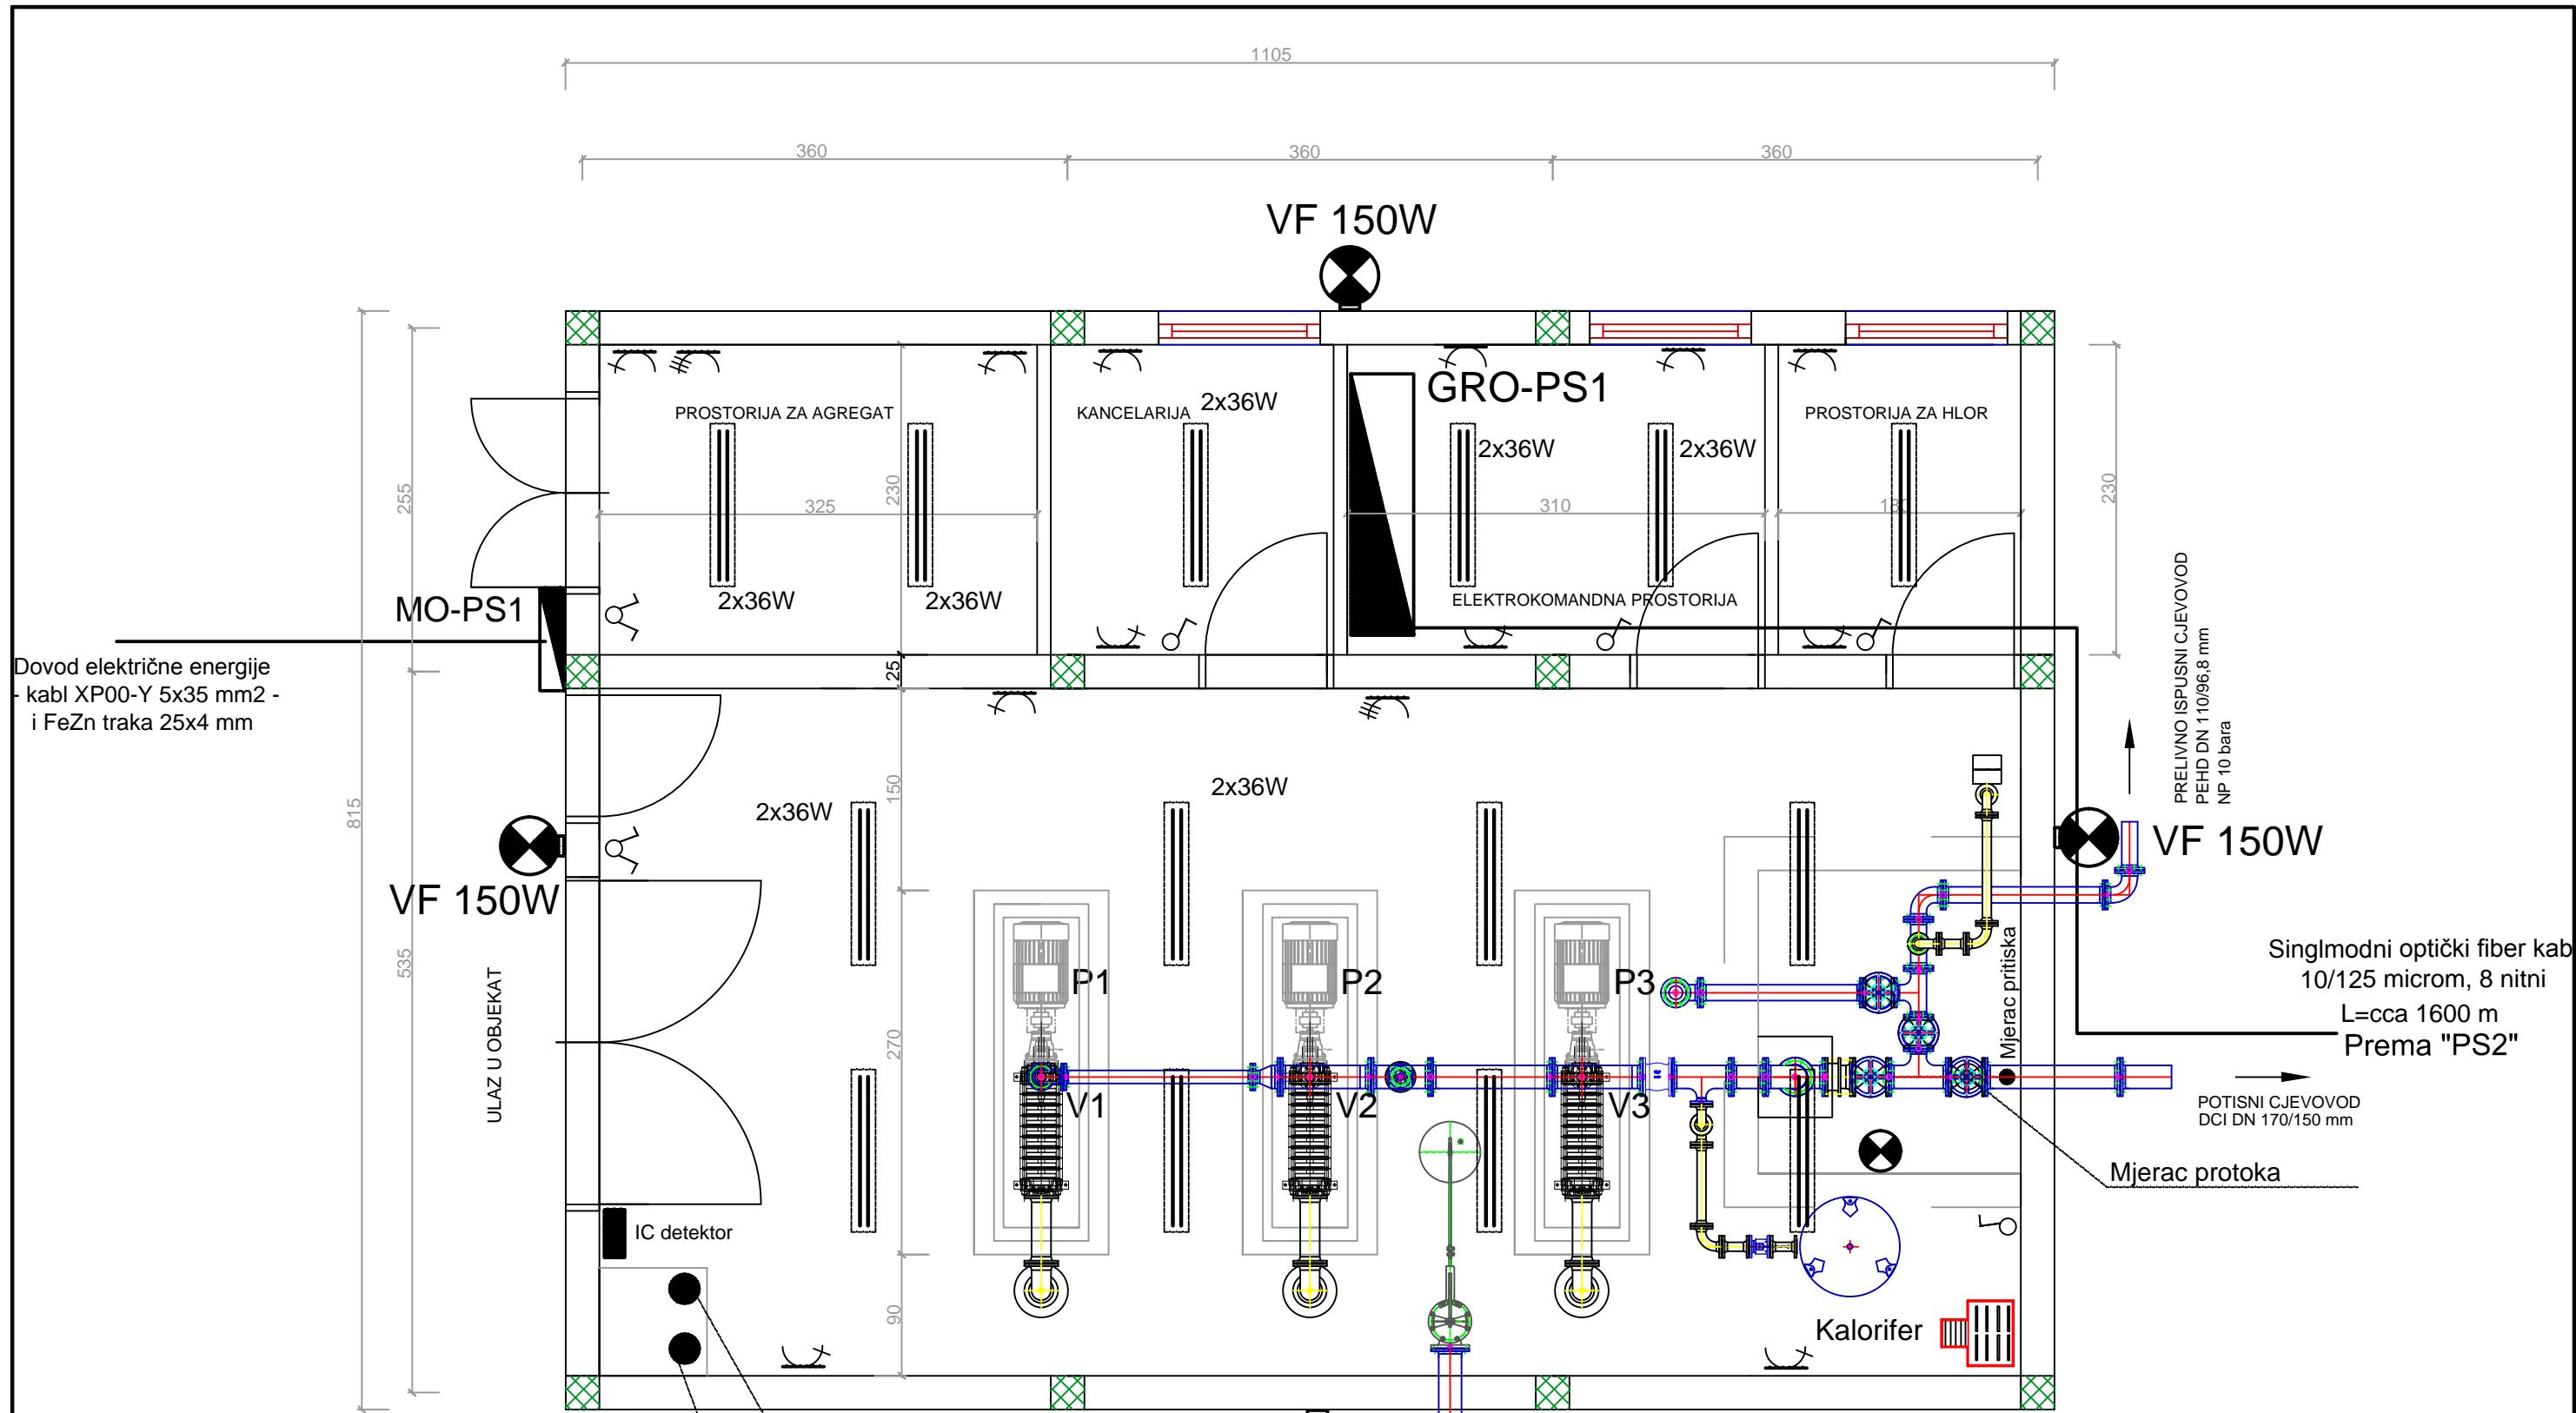 1105
360
360
360
VF 150W
GRO-PS1
PROSTORIJA ZA AGREGAT
KANCELARIJA
2x36W
PROSTORIJA ZA HLOR
2x36W
2x36W
255
230
325
310
230
2x36W
2x36W
ELEKTROKOMANDNA PROSTORIJA
MO-PS1
Dovod električne energije
- kabl XP00-Y 5x35 mm2 -
i FeZn traka 25x4 mm
25
PRELIVNO ISPUSNI CJEVOVOD
PEHD DN 110/96,8 mm
NP 10 bara
815
150
2x36W
2x36W
VF 150W
VF 150W
535
ULAZ U OBJEKAT
P1
P2
P3
Mjerac pritiska
Singlmodni optički fiber kab
10/125 microm, 8 nitni
L=cca 1600 m
Prema "PS2"
270
V1
V2
V3
POTISNI CJEVOVOD
DCI DN 170/150 mm
Mjerac protoka
IC detektor
90
Kalorifer